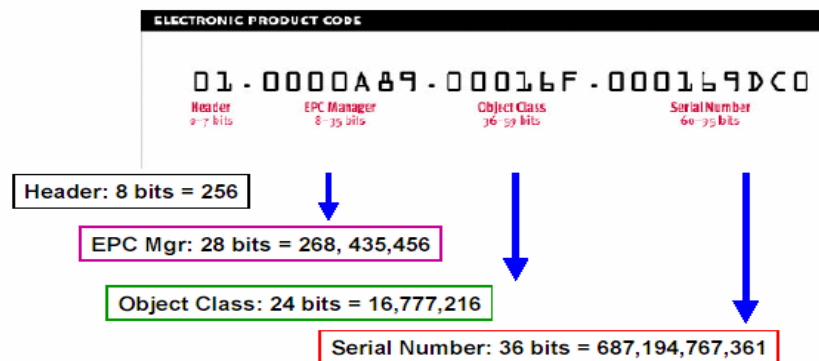 ELECTRONIC PRODUCT CODE
01 - 0000A89 - 00016F - 000169DC0
Header EPC Manager Object Class Serial Number
0-7 bits 8-35 bits 36-59 bits 60-95 bits
Header: 8 bits = 256
EPC Mgr: 28 bits = 268, 435,456
Object Class: 24 bits = 16,777,216
Serial Number: 36 bits = 687,194,767,361